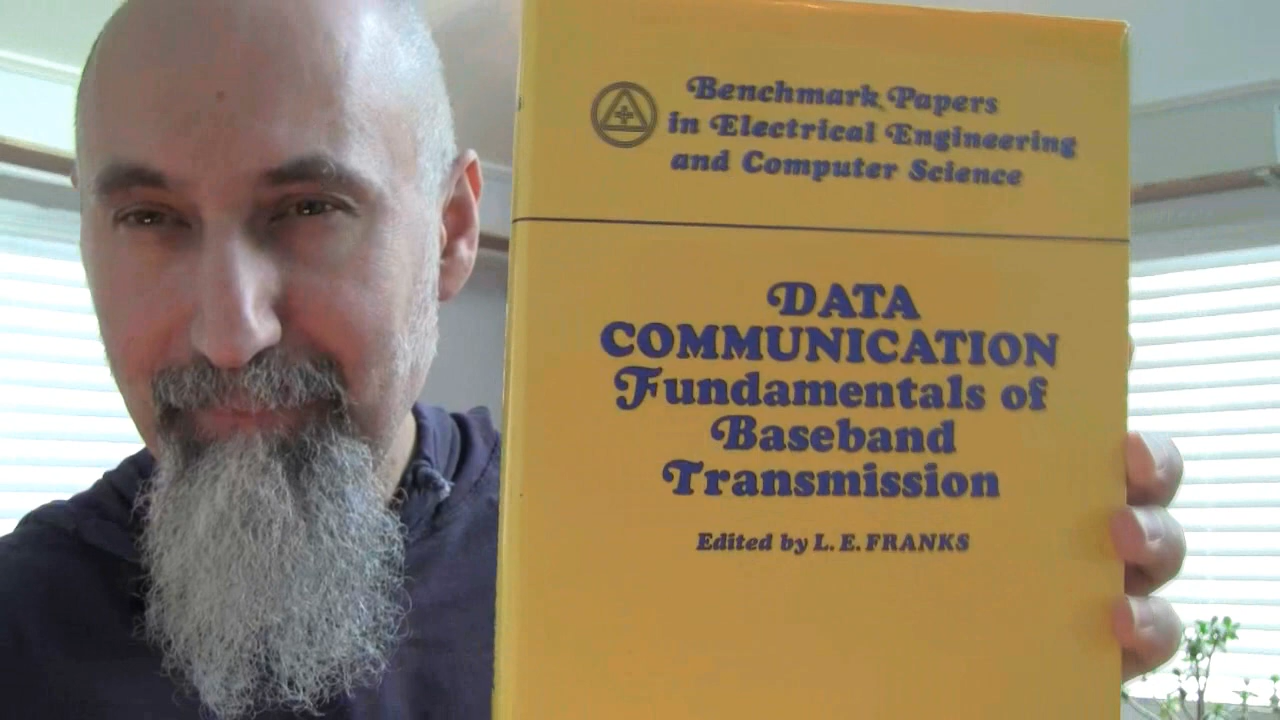 Benchmark Papers
in Electrical Engineering
and Computer Science
DATA
COMMUNICATION
Fundamentals of
Baseband
Transmission
Edited by L. E. FRANKS